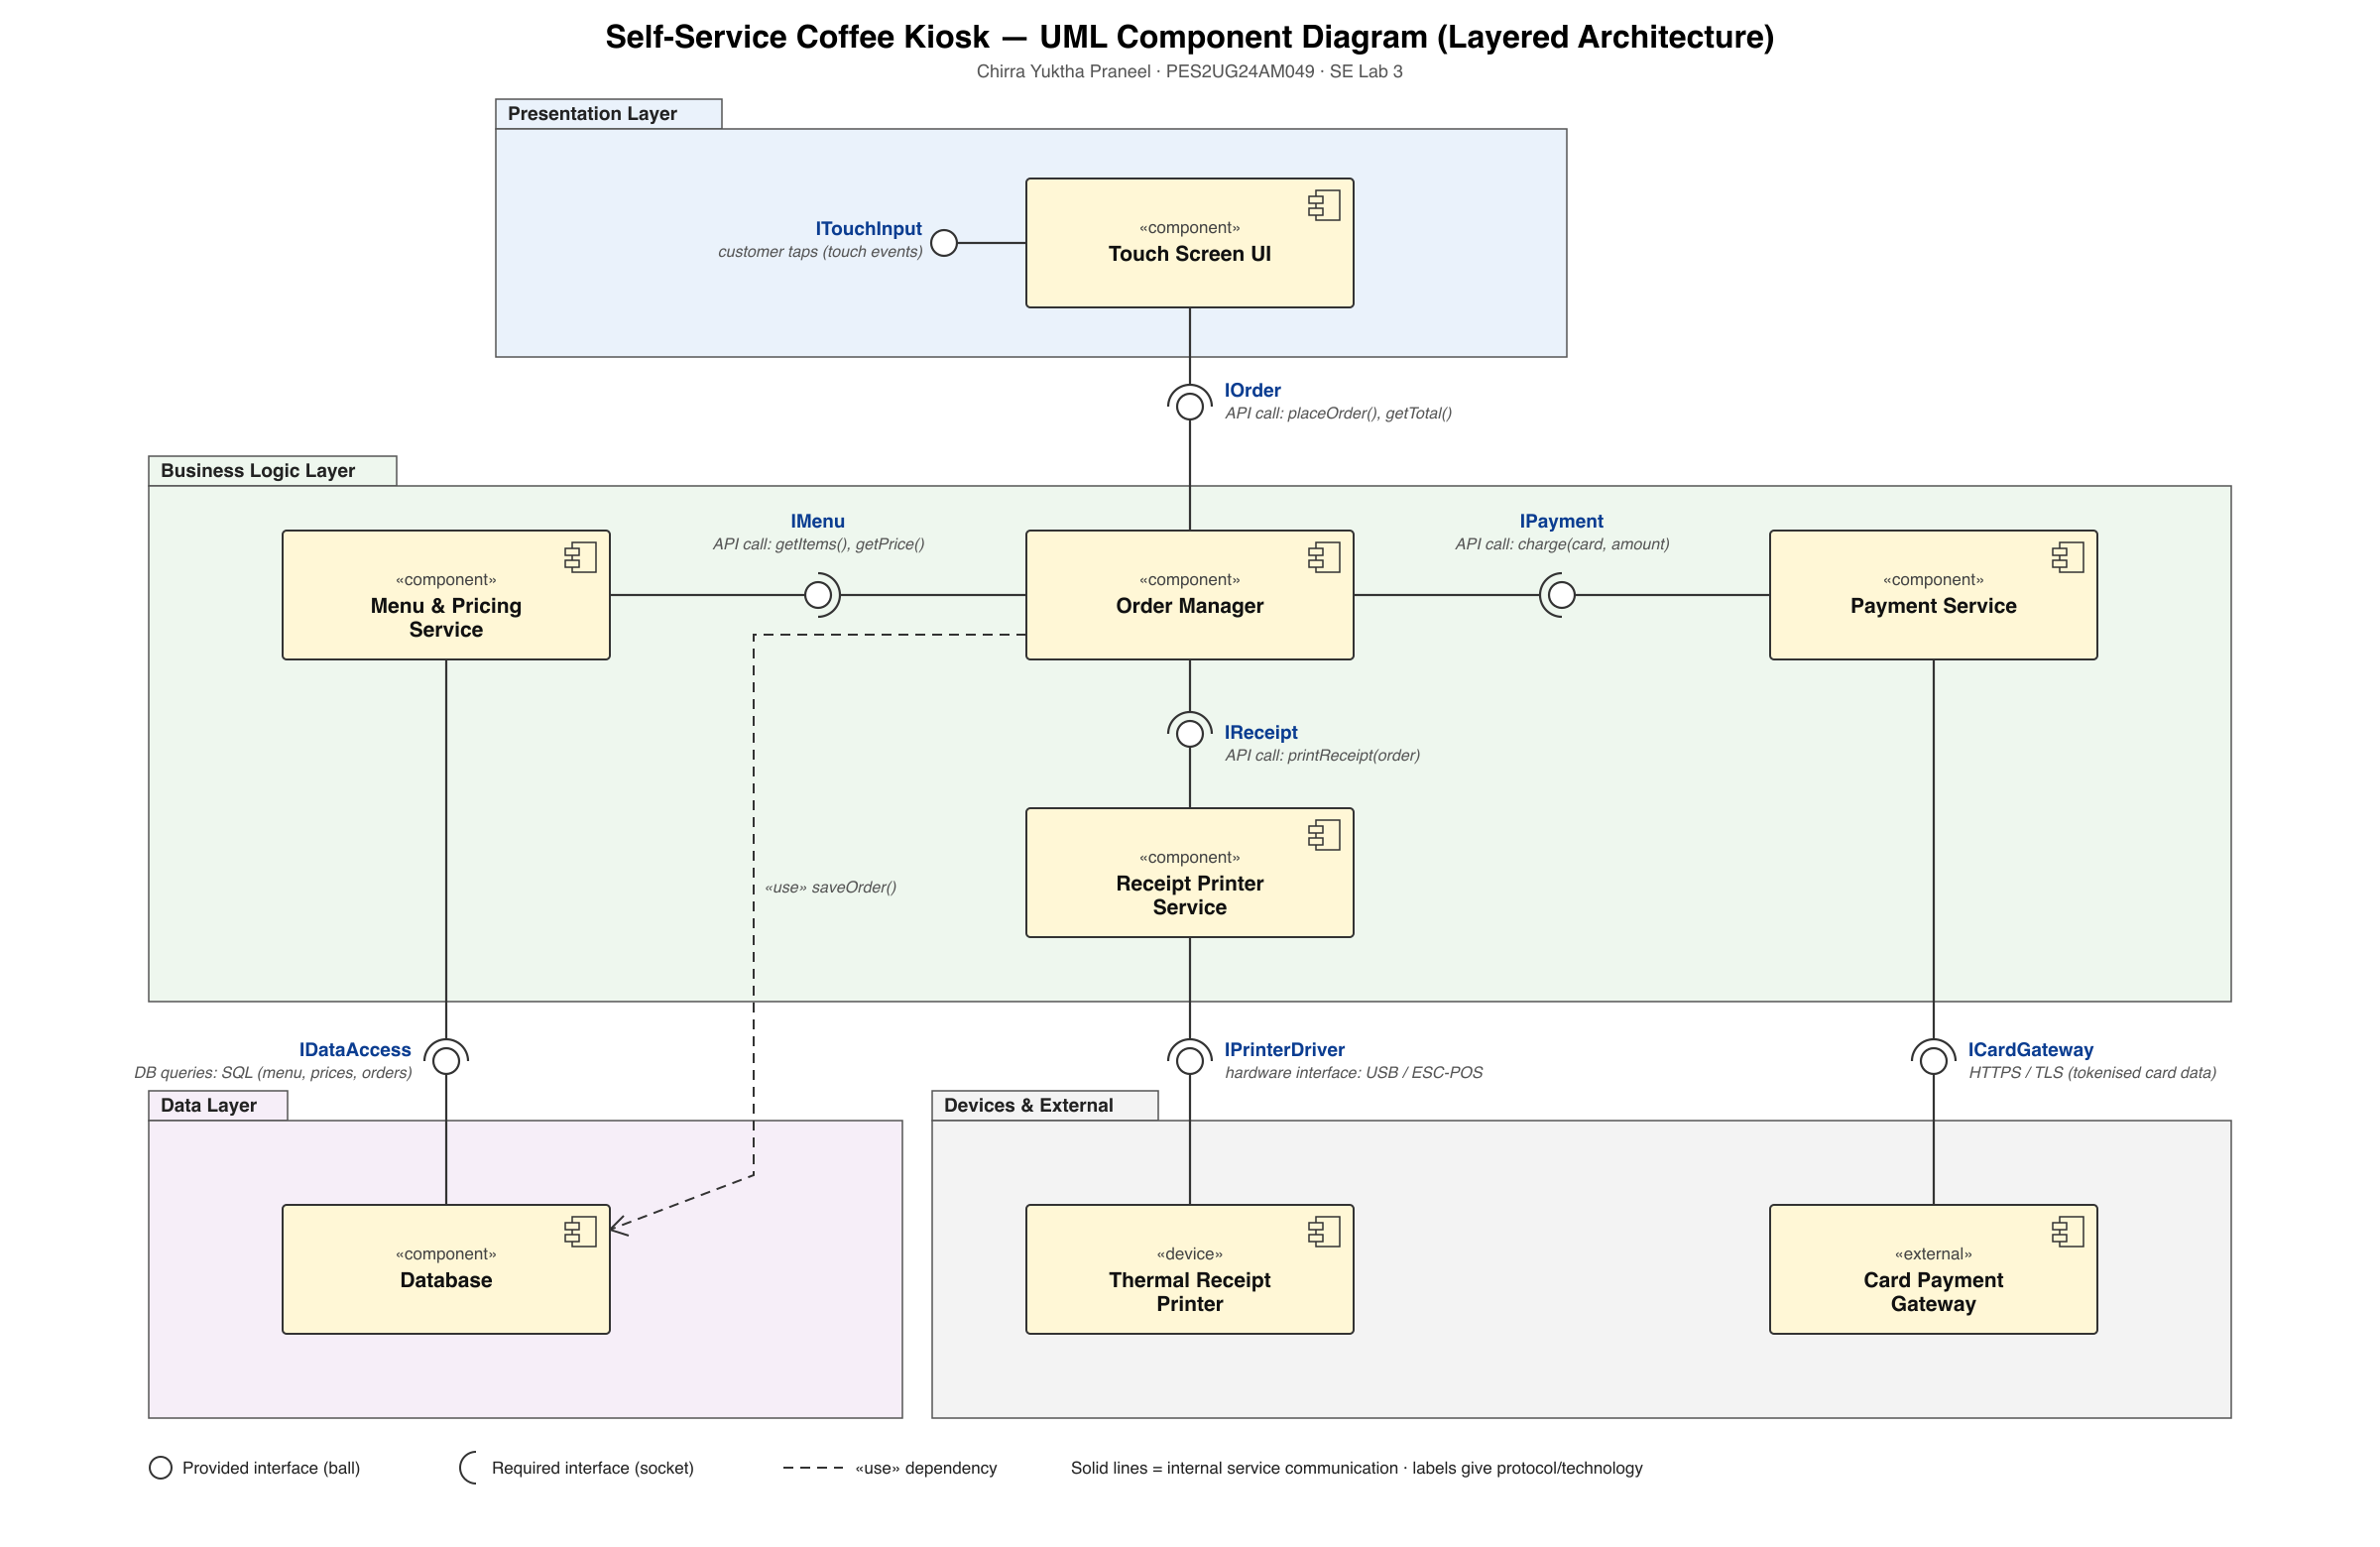 Self-Service Coffee Kiosk — UML Component Diagram (Layered Architecture)
Chirra Yuktha Praneel · PES2UG24AM049 · SE Lab 3
Presentation Layer
ITouchInput
customer taps (touch events)
«component»
Touch Screen UI
IOrder
API call: placeOrder(), getTotal()
Business Logic Layer
«component»
Menu & Pricing
Service
IMenu
API call: getItems(), getPrice()
«component»
Order Manager
IPayment
API call: charge(card, amount)
«component»
Payment Service
IReceipt
API call: printReceipt(order)
«use» saveOrder()
«component»
Receipt Printer
Service
IDataAccess
DB queries: SQL (menu, prices, orders)
IPrinterDriver
hardware interface: USB / ESC-POS
ICardGateway
HTTPS / TLS (tokenised card data)
Data Layer
«component»
Database
Devices & External
«device»
Thermal Receipt
Printer
«external»
Card Payment
Gateway
Provided interface (ball)
Required interface (socket)
«use» dependency
Solid lines = internal service communication · labels give protocol/technology